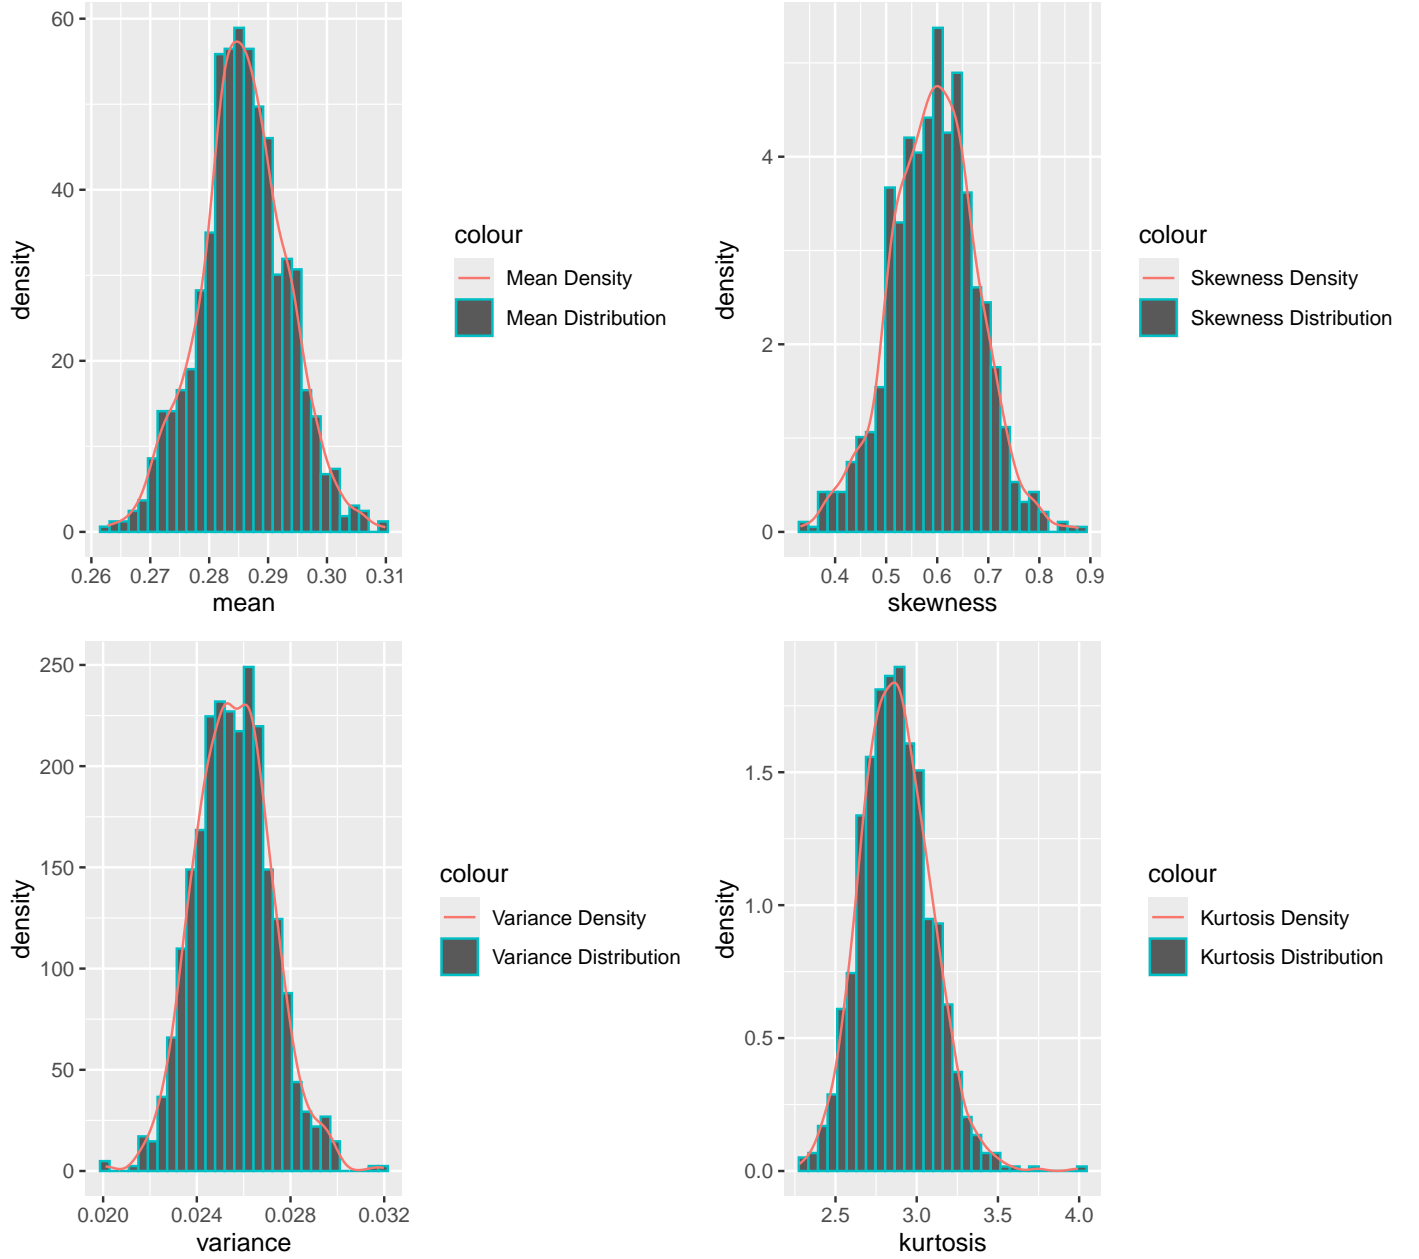 60
40
20
0
density
0.26 0.27 0.28 0.29 0.30 0.31
mean
colour
Mean Density
Mean Distribution
4
2
0
density
0.4 0.5 0.6 0.7 0.8 0.9
skewness
colour
Skewness Density
Skewness Distribution
250
200
150
100
50
0
density
0.020 0.024 0.028 0.032
variance
colour
Variance Density
Variance Distribution
1.5
1.0
0.5
0.0
density
2.5 3.0 3.5 4.0
kurtosis
colour
Kurtosis Density
Kurtosis Distribution